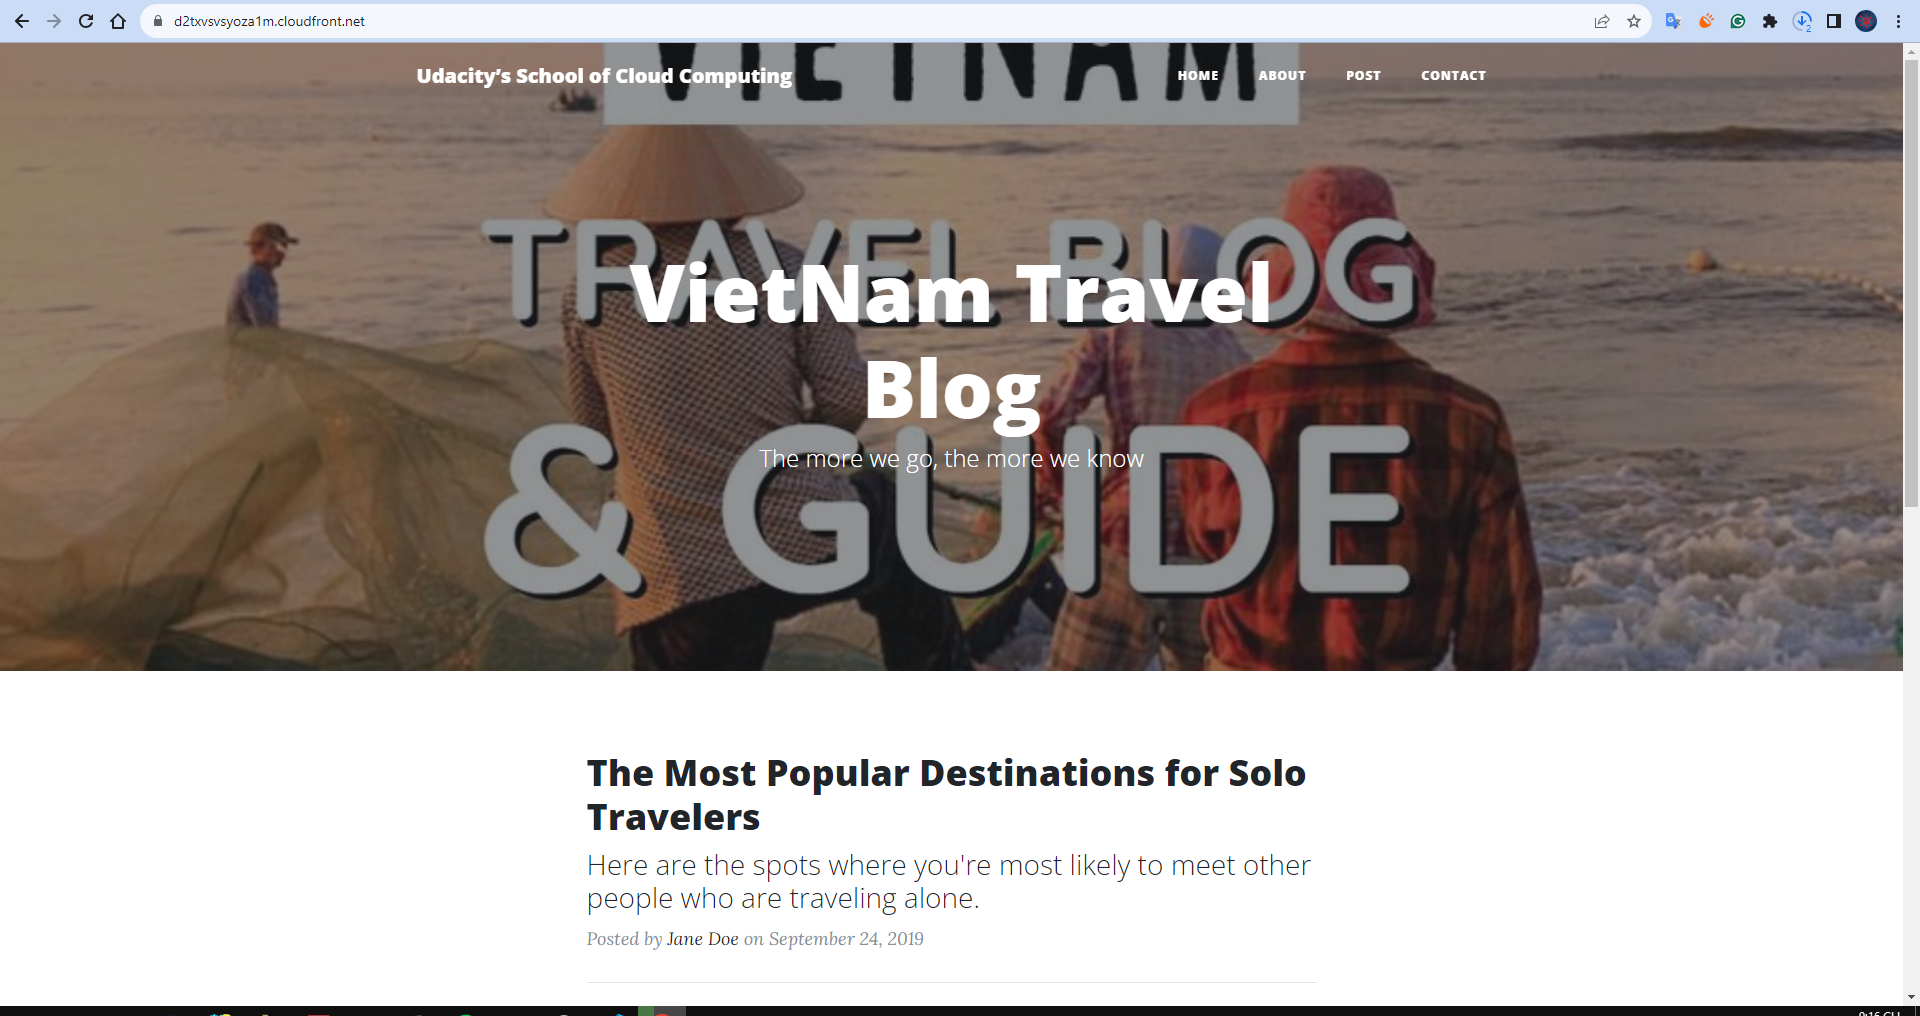 d2txvsvsyoza1m.cloudfront.net
2
VIETNAM
Udacity’s School of Cloud Computing
HOME ABOUT POST CONTACT
TRAVEL BLOG
VietNam Travel
Blog
The more we go, the more we know
& GUIDE
The Most Popular Destinations for Solo
Travelers
Here are the spots where you're most likely to meet other
people who are traveling alone.
Posted by Jane Doe on September 24, 2019